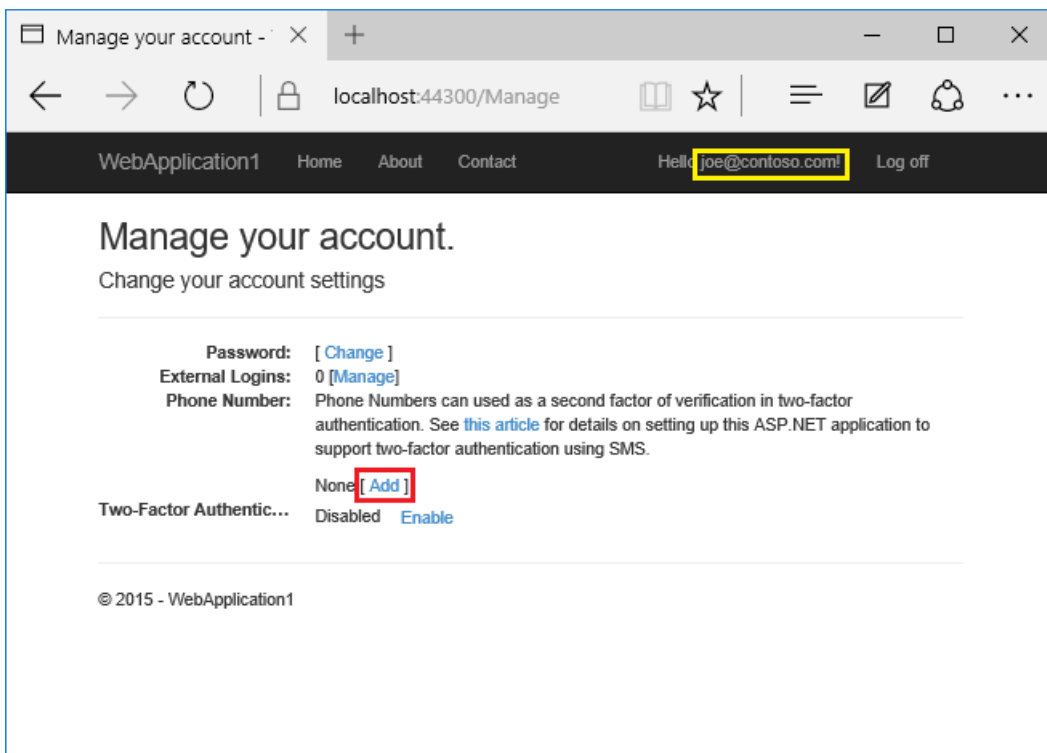 Manage your account -
localhost:44300/Manage
WebApplication1 Home About Contact Hello joe@contoso.com! Log off
Manage your account.
Change your account settings
Password: [ Change ]
External Logins: 0 [Manage]
Phone Number: Phone Numbers can used as a second factor of verification in two-factor
authentication. See this article for details on setting up this ASP.NET application to
support two-factor authentication using SMS.
None [ Add ]
Two-Factor Authentic... Disabled Enable
© 2015 - WebApplication1